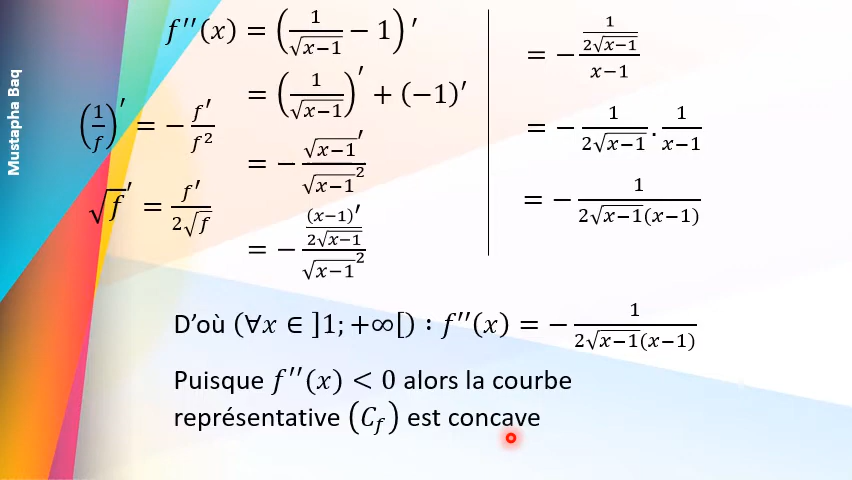 Mustapha Baq
f''(x) = (1/√(x−1) − 1)'
= (1/√(x−1))' + (−1)'
(1/f)' = − f'/f²
= − √(x−1)'/√(x−1)²
√f' = f'/(2√f)
= − ((x−1)'/(2√(x−1)))/√(x−1)²
= − (1/(2√(x−1)))/(x−1)
= − 1/(2√(x−1)) . 1/(x−1)
= − 1/(2√(x−1)(x−1))
D'où (∀x ∈ ]1; +∞[) : f''(x) = − 1/(2√(x−1)(x−1))
Puisque f''(x) < 0 alors la courbe
représentative (C_f) est concave